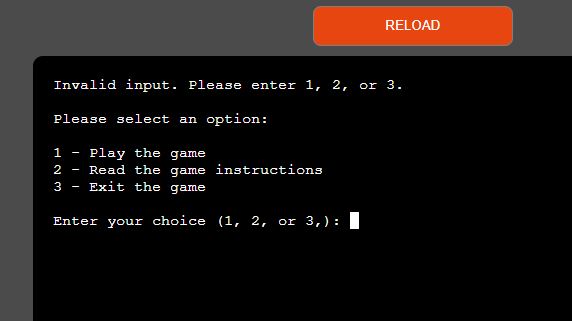 RELOAD
Invalid input. Please enter 1, 2, or 3.
Please select an option:
1 - Play the game
2 - Read the game instructions
3 - Exit the game
Enter your choice (1, 2, or 3,):